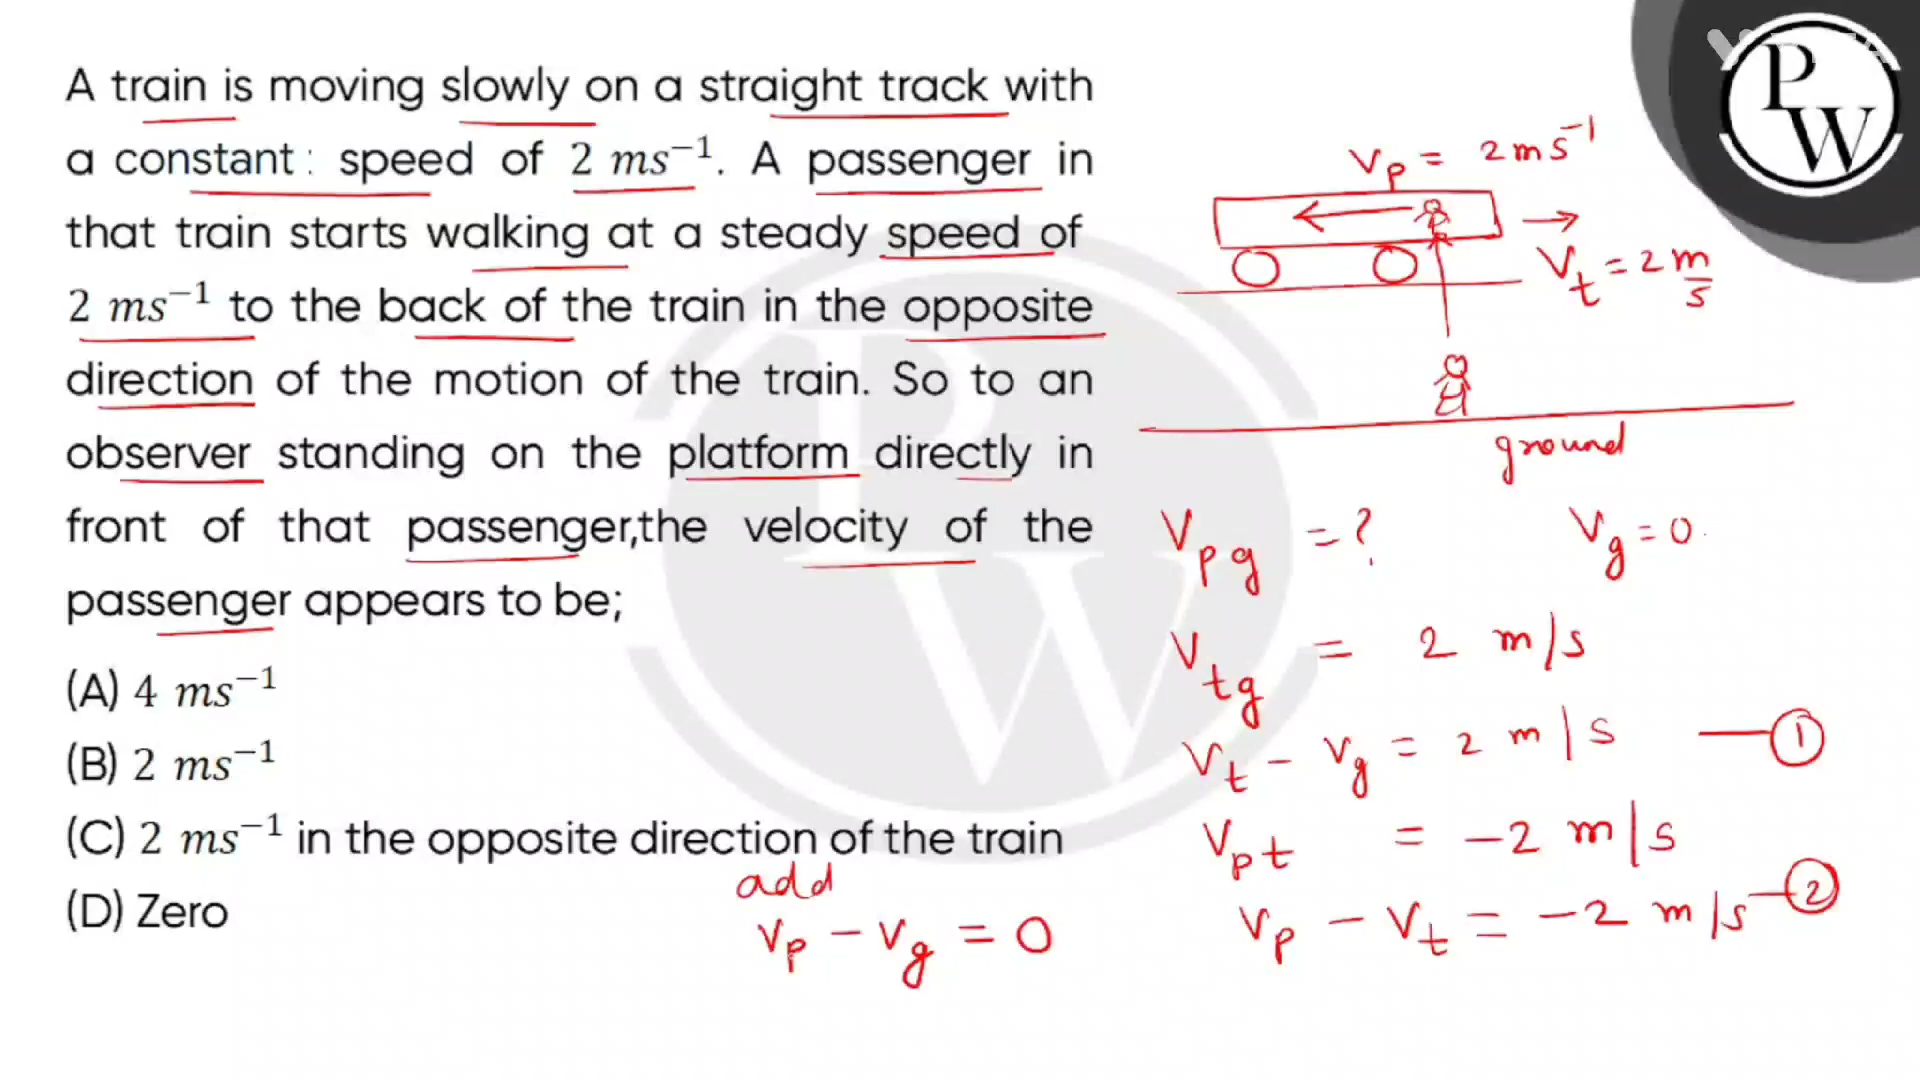 A train is moving slowly on a straight track with
a constant: speed of 2 ms⁻¹. A passenger in
that train starts walking at a steady speed of
2 ms⁻¹ to the back of the train in the opposite
direction of the motion of the train. So to an
observer standing on the platform directly in
front of that passenger,the velocity of the
passenger appears to be;
(A) 4 ms⁻¹
(B) 2 ms⁻¹
(C) 2 ms⁻¹ in the opposite direction of the train
(D) Zero
add
Vp - Vg = 0
PW
Vp = 2 ms⁻¹
Vt = 2 m/s
ground
Vpg = ? Vg = 0
Vtg = 2 m/s
Vt - Vg = 2 m/s — ①
Vpt = -2 m/s
Vp - Vt = -2 m/s — ②